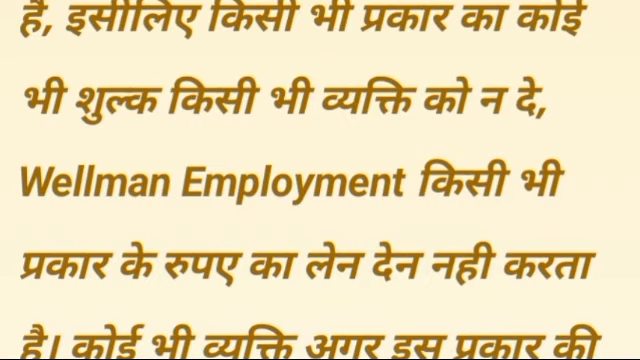 है, इसीलिए किसी भी प्रकार का कोई
भी शुल्क किसी भी व्यक्ति को न दे,
Wellman Employment किसी भी
प्रकार के रुपए का लेन देन नही करता
है। कोई भी व्यक्ति अगर इस प्रकार की